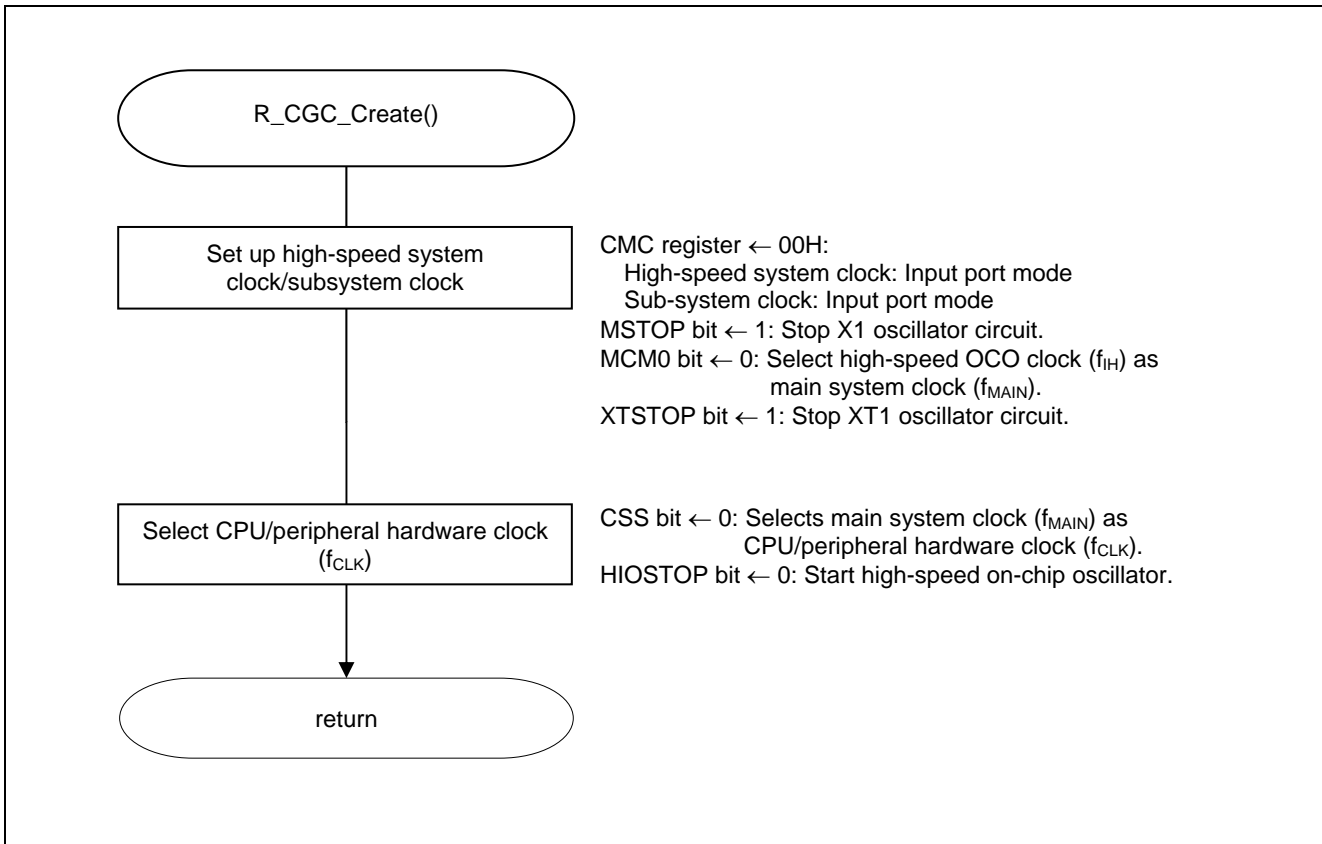 R_CGC_Create()
Set up high-speed system
clock/subsystem clock
CMC register ← 00H:
High-speed system clock: Input port mode
Sub-system clock: Input port mode
MSTOP bit ← 1: Stop X1 oscillator circuit.
MCM0 bit ← 0: Select high-speed OCO clock (fIH) as
main system clock (fMAIN).
XTSTOP bit ← 1: Stop XT1 oscillator circuit.
Select CPU/peripheral hardware clock
(fCLK)
CSS bit ← 0: Selects main system clock (fMAIN) as
CPU/peripheral hardware clock (fCLK).
HIOSTOP bit ← 0: Start high-speed on-chip oscillator.
return